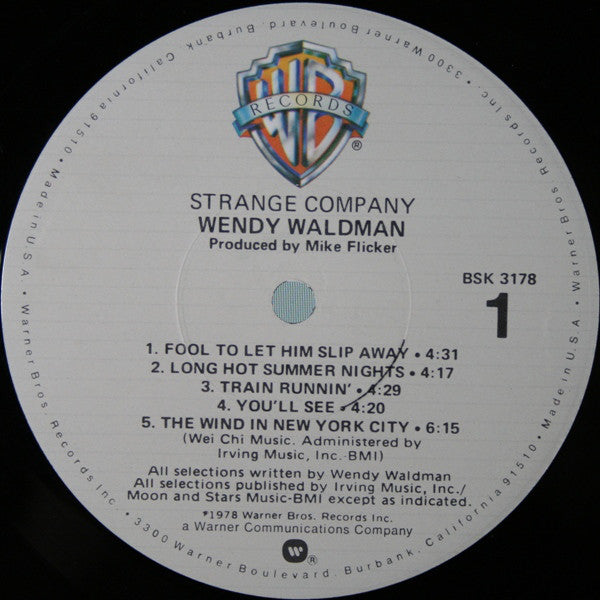 WB
RECORDS
®
STRANGE COMPANY
WENDY WALDMAN
Produced by Mike Flicker
BSK 3178
1
1. FOOL TO LET HIM SLIP AWAY • 4:31
2. LONG HOT SUMMER NIGHTS • 4:17
3. TRAIN RUNNIN' • 4:29
4. YOU'LL SEE • 4:20
5. THE WIND IN NEW YORK CITY • 6:15
(Wei Chi Music. Administered by
Irving Music, Inc.-BMI)
All selections written by Wendy Waldman
All selections published by Irving Music, Inc./
Moon and Stars Music-BMI except as indicated.
℗1978 Warner Bros. Records Inc.
a Warner Communications Company
®
• Warner Bros. Records Inc. • 3300 Warner Boulevard, Burbank, California 91510 • Made in U.S.A. • Warner Bros. Records Inc. • 3300 Warner Boulevard, Burbank, California 91510 • Made in U.S.A.